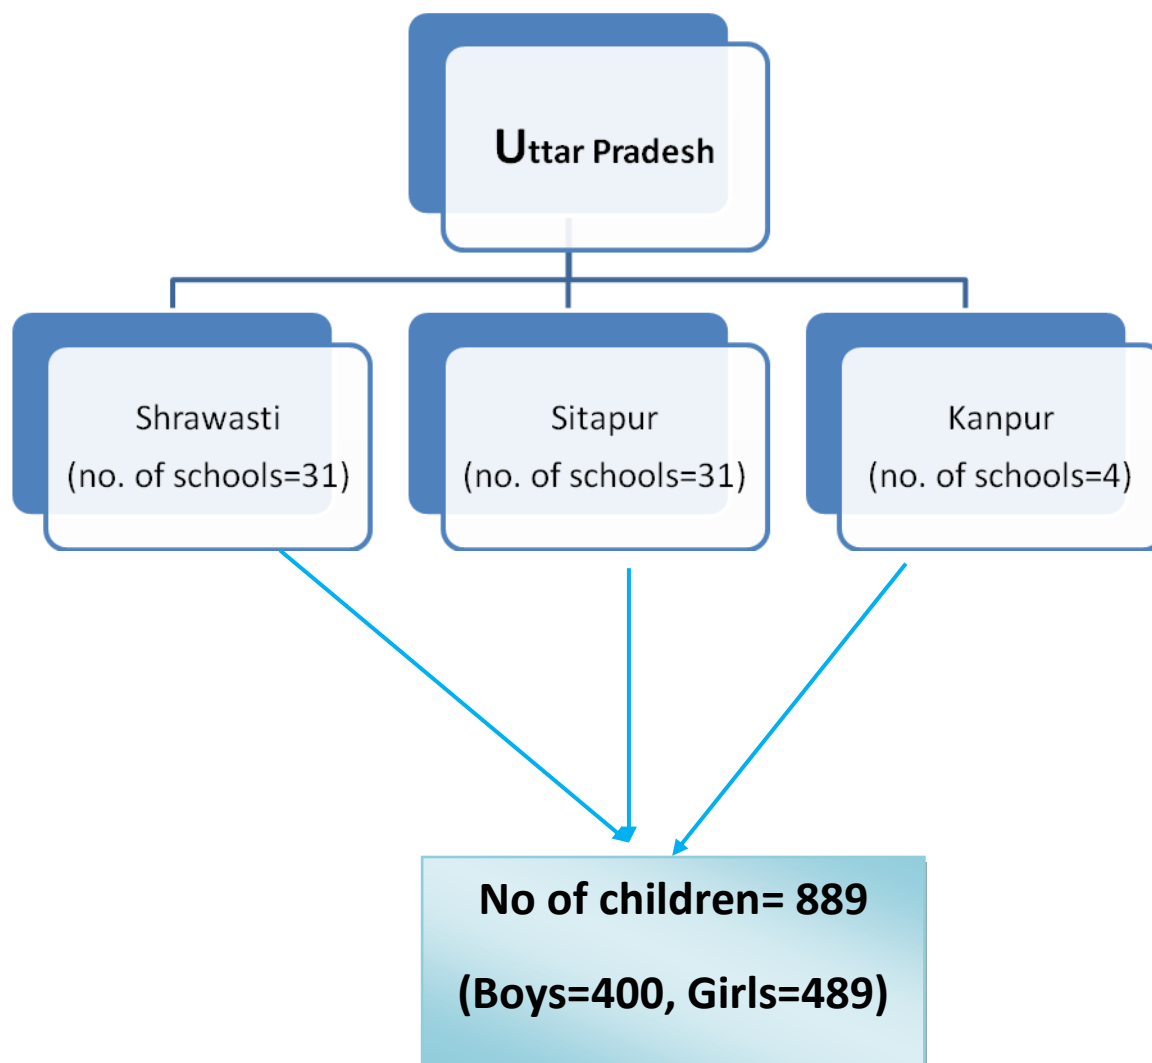 Uttar Pradesh
Shrawasti
(no. of schools=31)
Sitapur
(no. of schools=31)
Kanpur
(no. of schools=4)
No of children= 889
(Boys=400, Girls=489)